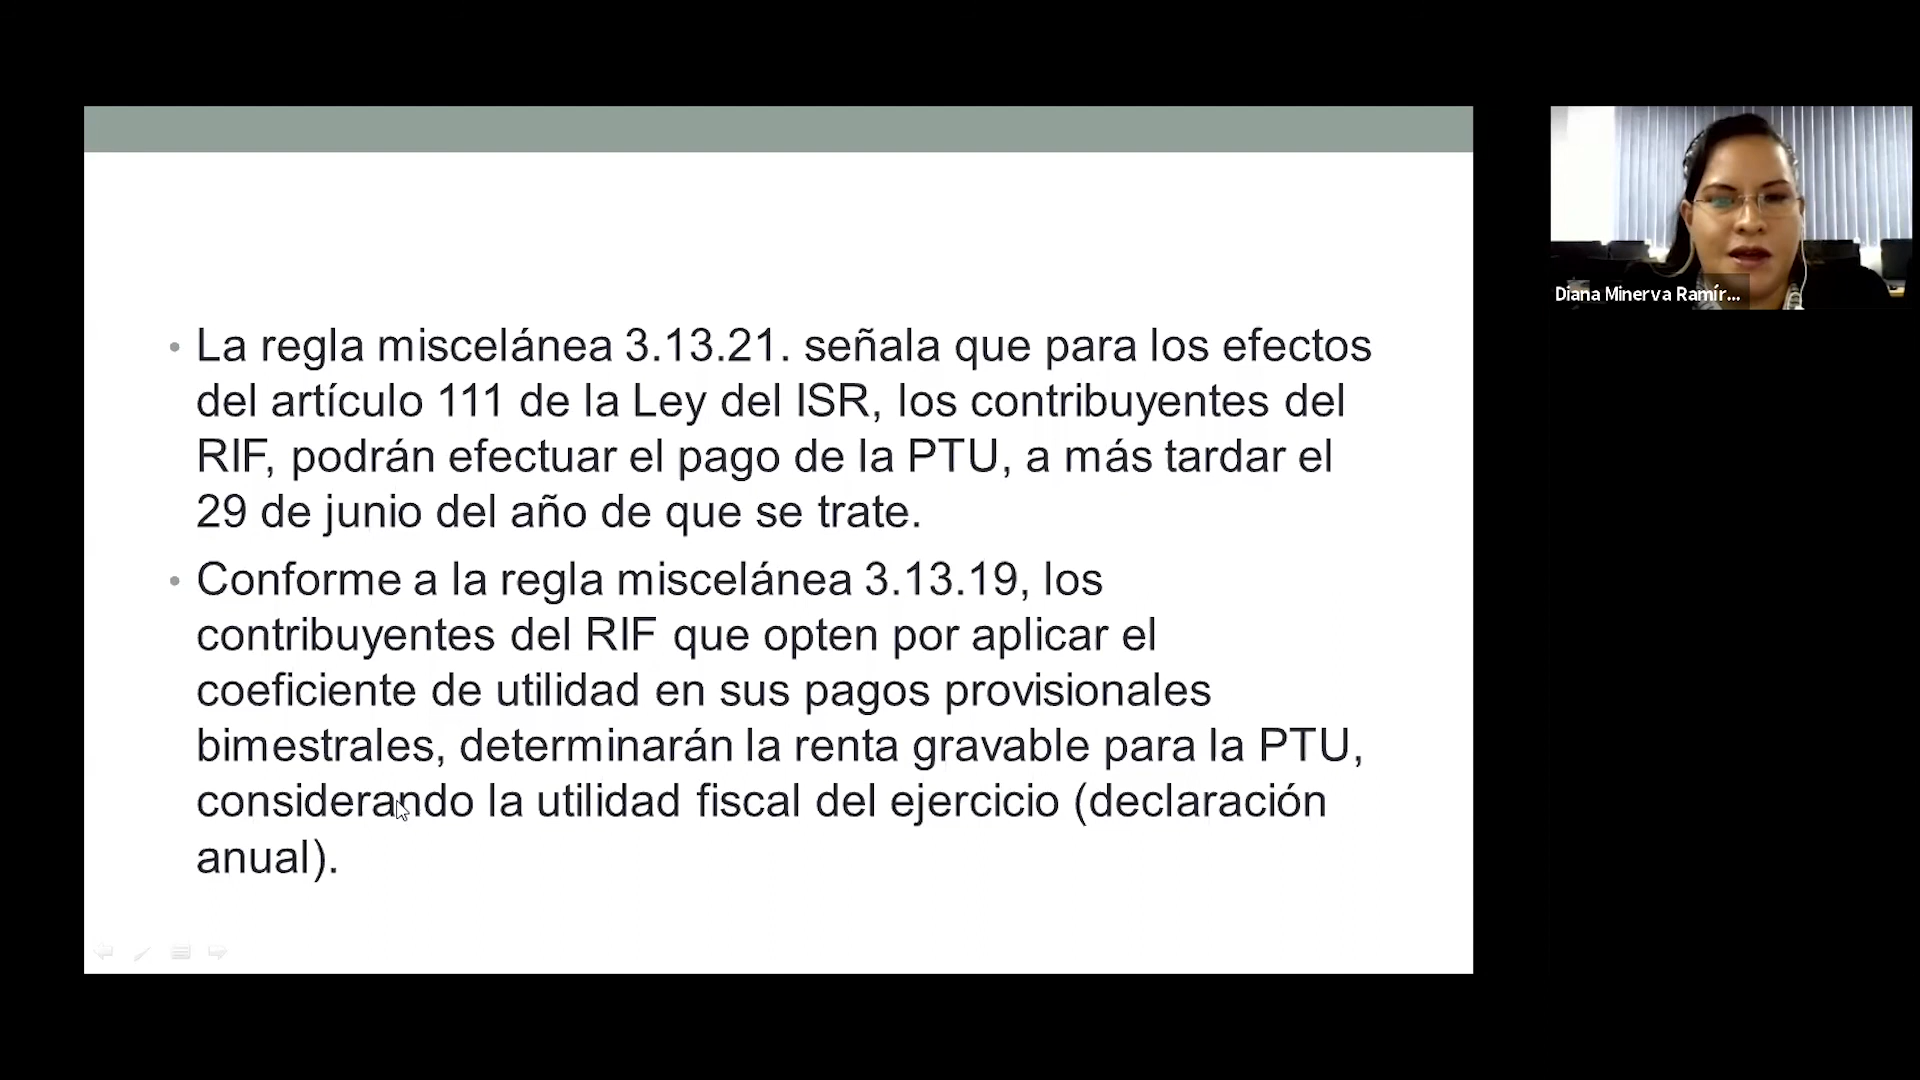 La regla miscelánea 3.13.21. señala que para los efectos
del artículo 111 de la Ley del ISR, los contribuyentes del
RIF, podrán efectuar el pago de la PTU, a más tardar el
29 de junio del año de que se trate.
Conforme a la regla miscelánea 3.13.19, los
contribuyentes del RIF que opten por aplicar el
coeficiente de utilidad en sus pagos provisionales
bimestrales, determinarán la renta gravable para la PTU,
considerando la utilidad fiscal del ejercicio (declaración
anual).
Diana Minerva Ramír...